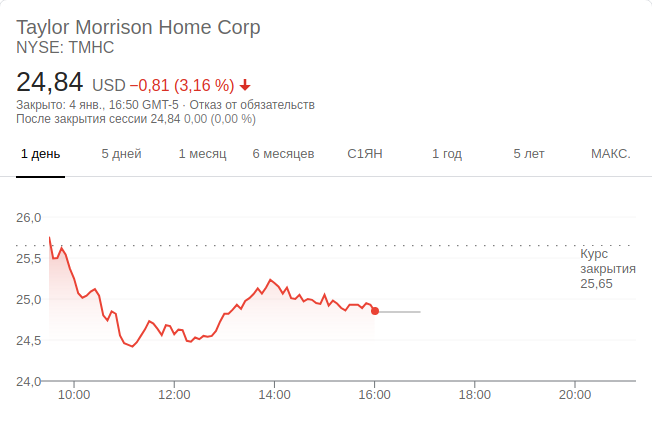 Taylor Morrison Home Corp
NYSE: TMHC
24,84 USD −0,81 (3,16 %)
Закрыто: 4 янв., 16:50 GMT-5 · Отказ от обязательств
После закрытия сессии 24,84 0,00 (0,00 %)
1 день 5 дней 1 месяц 6 месяцев С1ЯН 1 год 5 лет МАКС.
26,0
25,5
25,0
24,5
24,0
Курс
закрытия
25,65
10:00 12:00 14:00 16:00 18:00 20:00